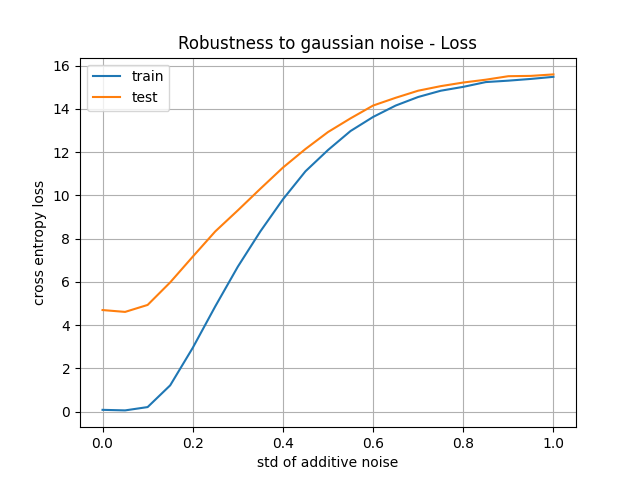 Robustness to gaussian noise - Loss
train
test
cross entropy loss
16
14
12
10
8
6
4
2
0
0.0 0.2 0.4 0.6 0.8 1.0
std of additive noise